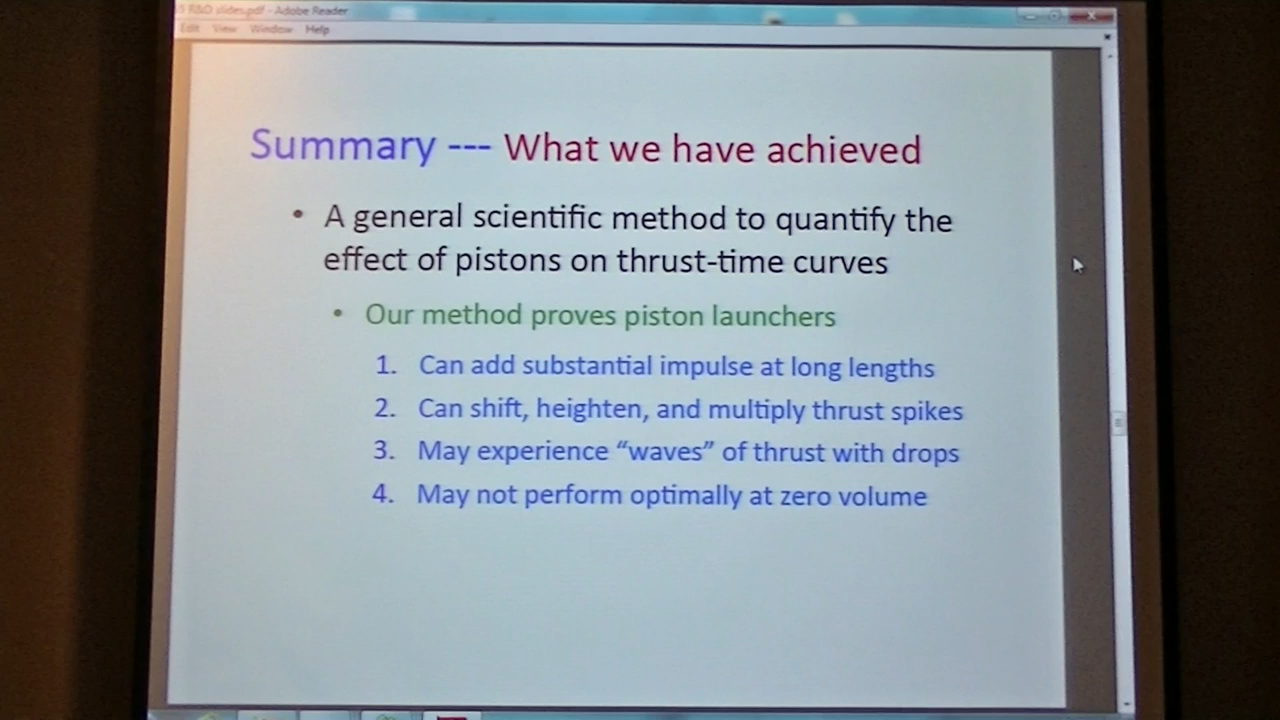 5 R&D slides.pdf - Adobe Reader
Edit View Window Help
Summary --- What we have achieved
• A general scientific method to quantify the
effect of pistons on thrust-time curves
• Our method proves piston launchers
1. Can add substantial impulse at long lengths
2. Can shift, heighten, and multiply thrust spikes
3. May experience “waves” of thrust with drops
4. May not perform optimally at zero volume